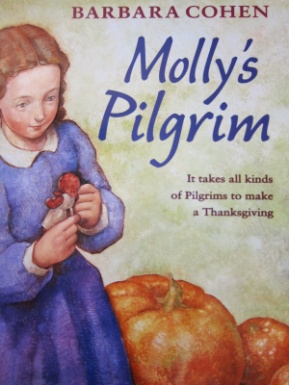 BARBARA COHEN
Molly's
Pilgrim
It takes all kinds
of Pilgrims to make
a Thanksgiving